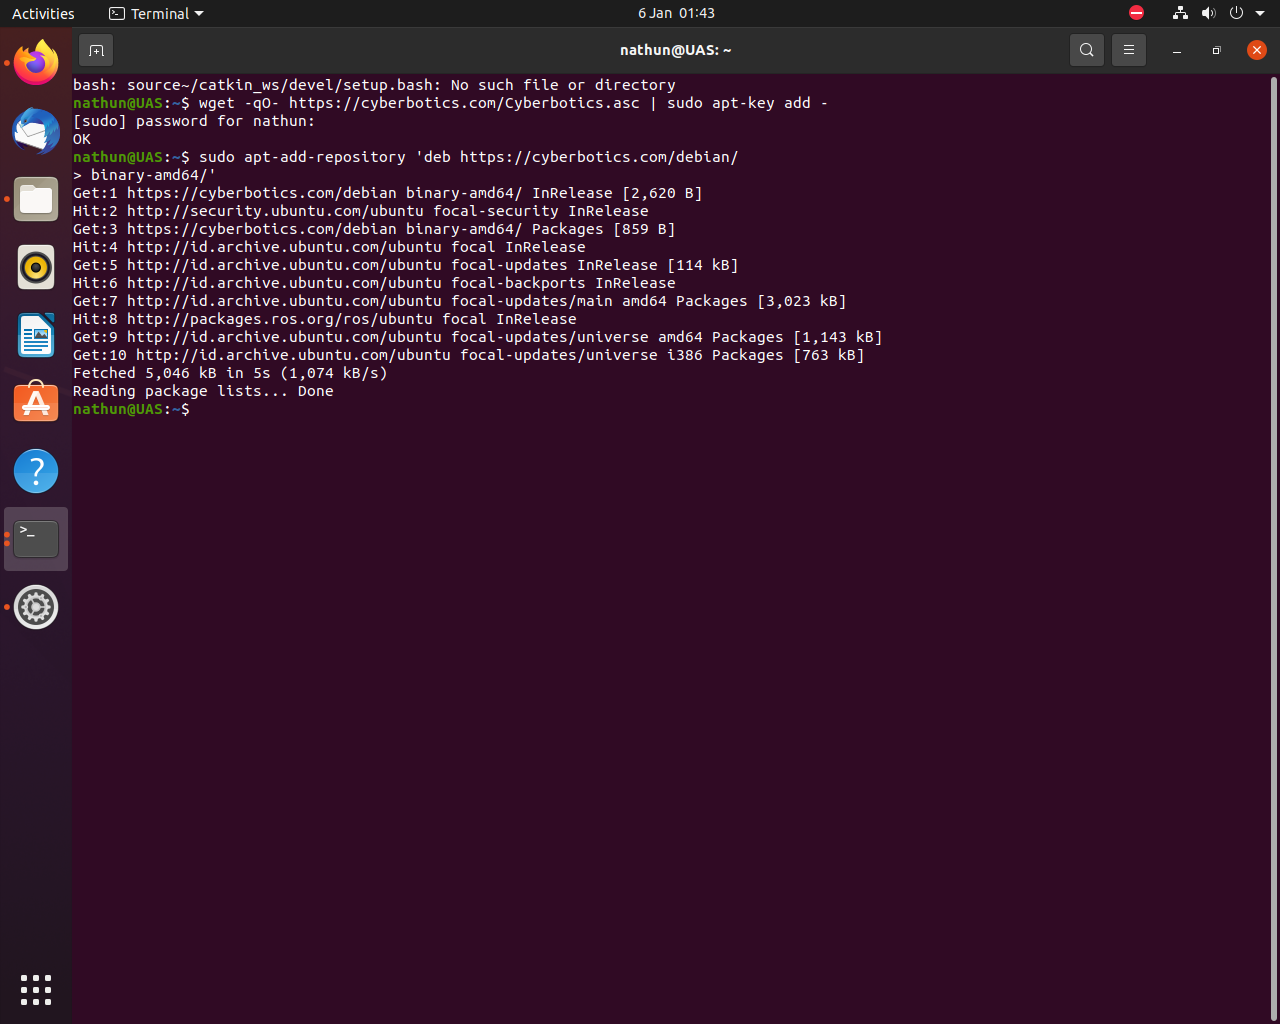 Activities
Terminal
6 Jan 01:43
nathun@UAS: ~
bash: source~/catkin_ws/devel/setup.bash: No such file or directory
nathun@UAS:~$ wget -qO- https://cyberbotics.com/Cyberbotics.asc | sudo apt-key add -
[sudo] password for nathun:
OK
nathun@UAS:~$ sudo apt-add-repository 'deb https://cyberbotics.com/debian/
> binary-amd64/'
Get:1 https://cyberbotics.com/debian binary-amd64/ InRelease [2,620 B]
Hit:2 http://security.ubuntu.com/ubuntu focal-security InRelease
Get:3 https://cyberbotics.com/debian binary-amd64/ Packages [859 B]
Hit:4 http://id.archive.ubuntu.com/ubuntu focal InRelease
Get:5 http://id.archive.ubuntu.com/ubuntu focal-updates InRelease [114 kB]
Hit:6 http://id.archive.ubuntu.com/ubuntu focal-backports InRelease
Get:7 http://id.archive.ubuntu.com/ubuntu focal-updates/main amd64 Packages [3,023 kB]
Hit:8 http://packages.ros.org/ros/ubuntu focal InRelease
Get:9 http://id.archive.ubuntu.com/ubuntu focal-updates/universe amd64 Packages [1,143 kB]
Get:10 http://id.archive.ubuntu.com/ubuntu focal-updates/universe i386 Packages [763 kB]
Fetched 5,046 kB in 5s (1,074 kB/s)
Reading package lists... Done
nathun@UAS:~$